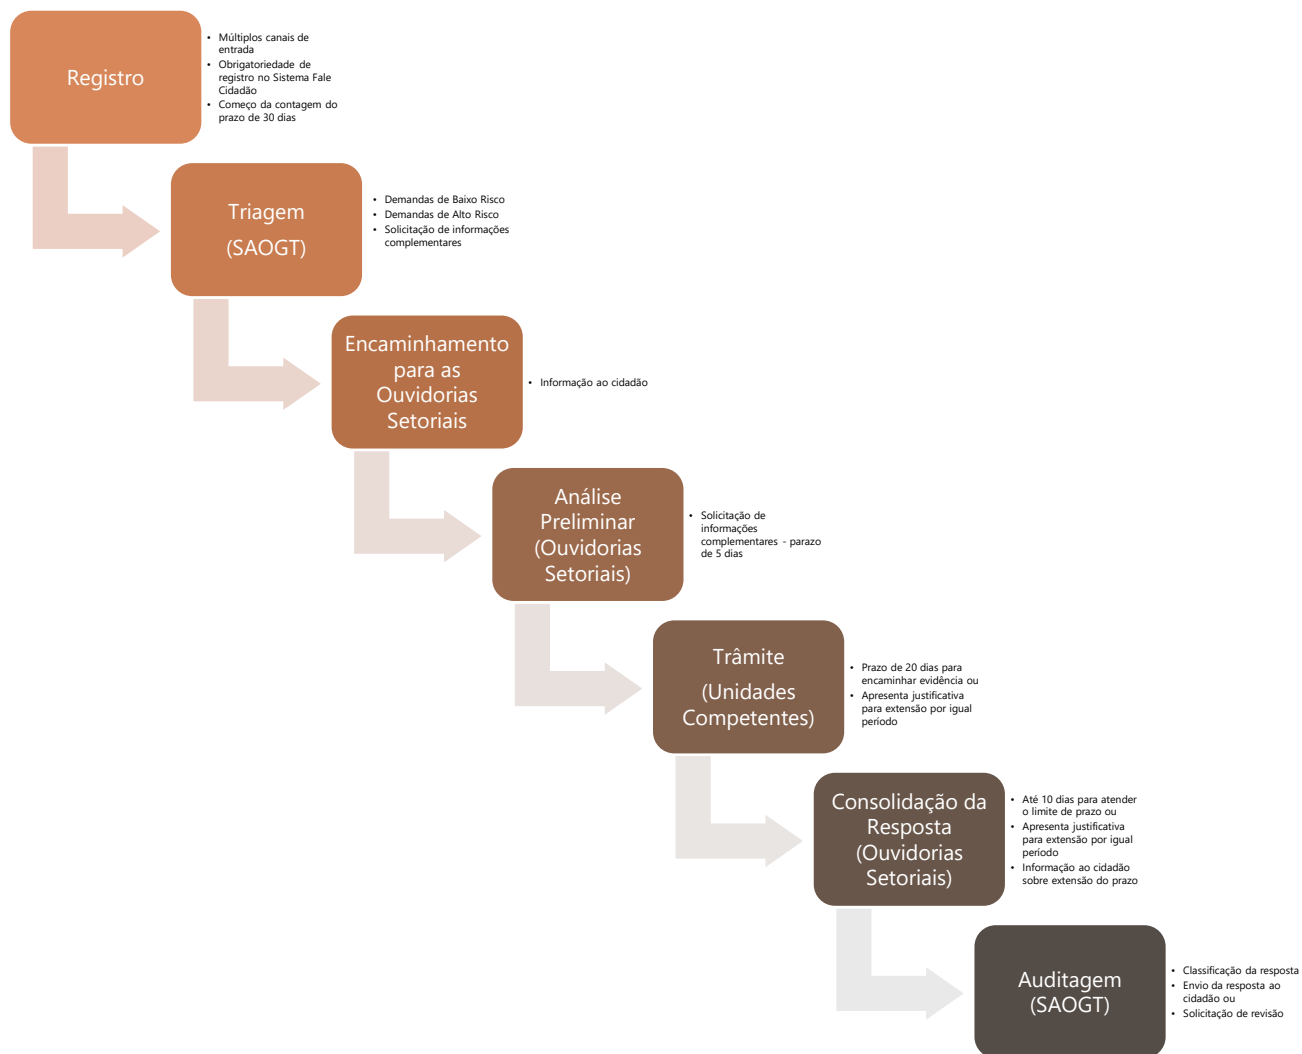 Registro
• Múltiplos canais de
entrada
• Obrigatoriedade de
registro no Sistema Fale
Cidadão
• Começo da contagem do
prazo de 30 dias
Triagem
(SAOGT)
• Demandas de Baixo Risco
• Demandas de Alto Risco
• Solicitação de informações
complementares
Encaminhamento
para as
Ouvidorias
Setoriais
• Informação ao cidadão
Análise
Preliminar
(Ouvidorias
Setoriais)
• Solicitação de
informações
complementares - parazo
de 5 dias
Trâmite
(Unidades
Competentes)
• Prazo de 20 dias para
encaminhar evidência ou
• Apresenta justificativa
para extensão por igual
período
Consolidação da
Resposta
(Ouvidorias
Setoriais)
• Até 10 dias para atender
o limite de prazo ou
• Apresenta justificativa
para extensão por igual
período
• Informação ao cidadão
sobre extensão do prazo
Auditagem
(SAOGT)
• Classificação da resposta
• Envio da resposta ao
cidadão ou
• Solicitação de revisão